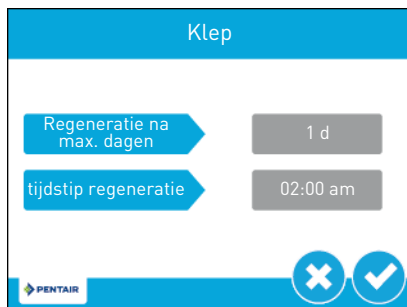 Klep
Regeneratie na
max. dagen
1 d
tijdstip regeneratie
02:00 am
PENTAIR